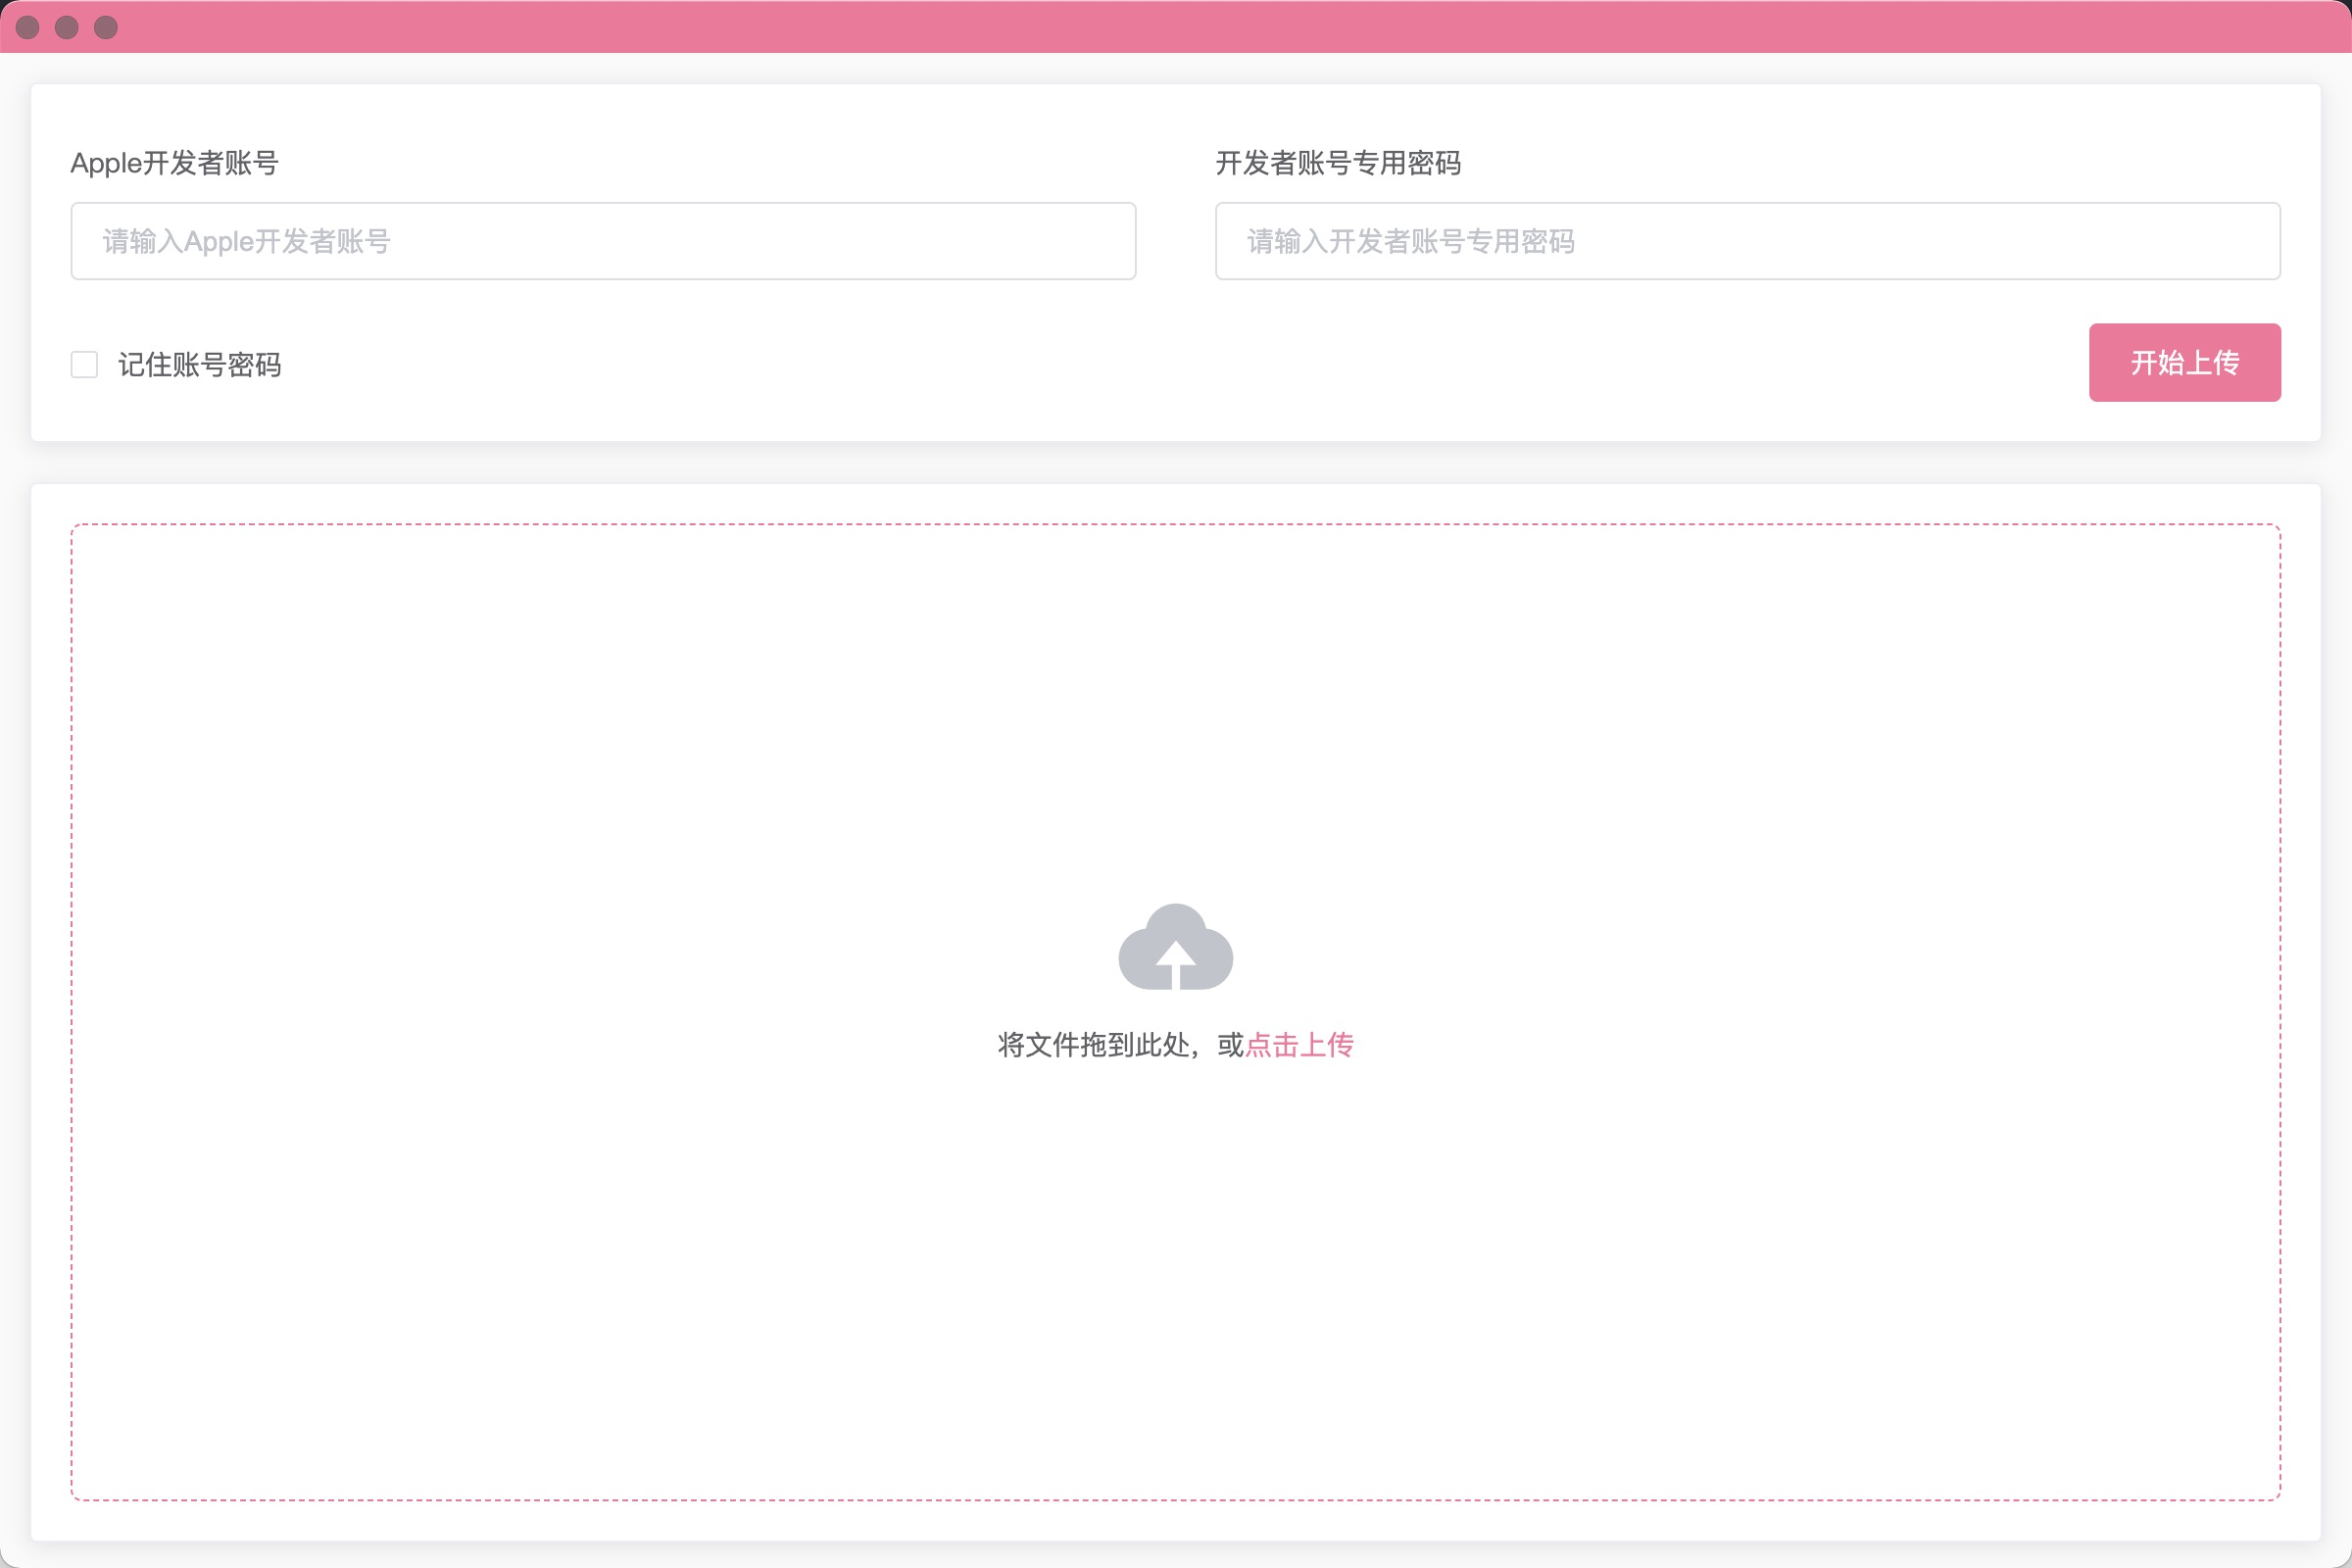 Apple开发者账号
开发者账号专用密码
请输入Apple开发者账号
请输入开发者账号专用密码
记住账号密码
开始上传
将文件拖到此处，或点击上传